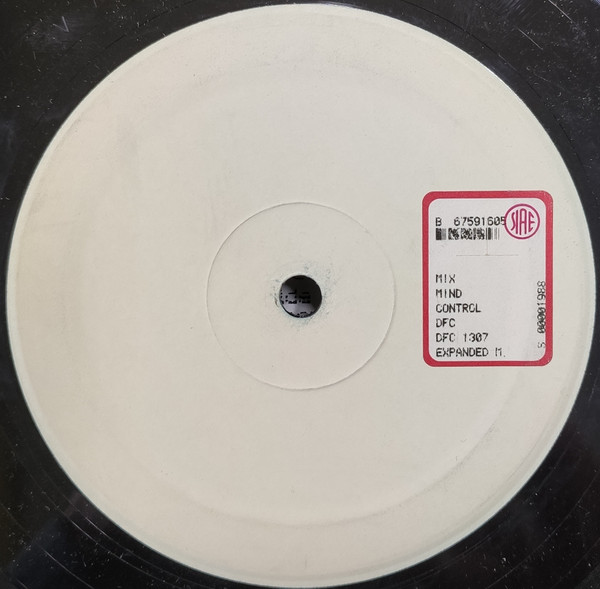 B 67591605
SIAE
MIX
MIND
CONTROL
DFC
DFC 1307
EXPANDED M.
S 00001988